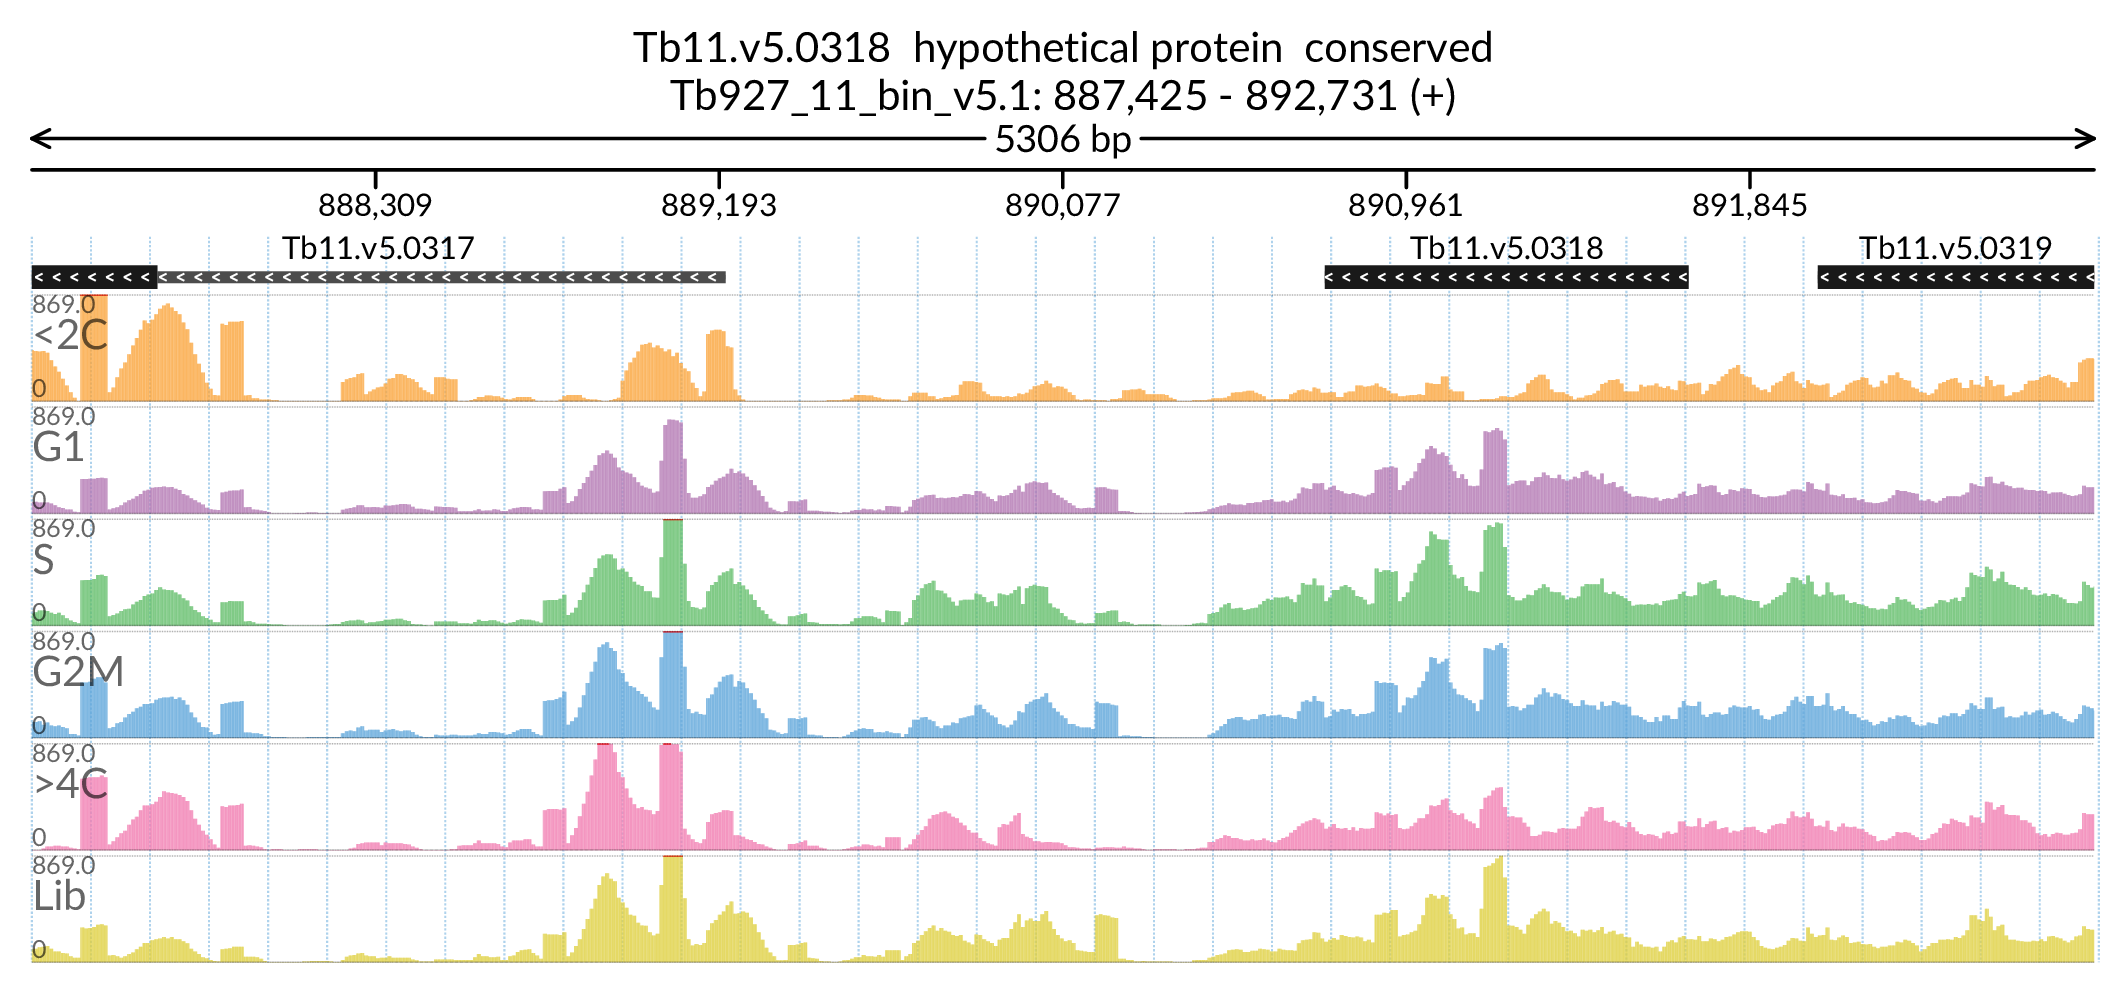 Tb11.v5.0318 hypothetical protein conserved
Tb927_11_bin_v5.1: 887,425 - 892,731 (+)
5306 bp
888,309 889,193 890,077 890,961 891,845
Tb11.v5.0317 Tb11.v5.0318 Tb11.v5.0319
869.0
<2C
0
869.0
G1
0
869.0
S
0
869.0
G2M
0
869.0
>4C
0
869.0
Lib
0